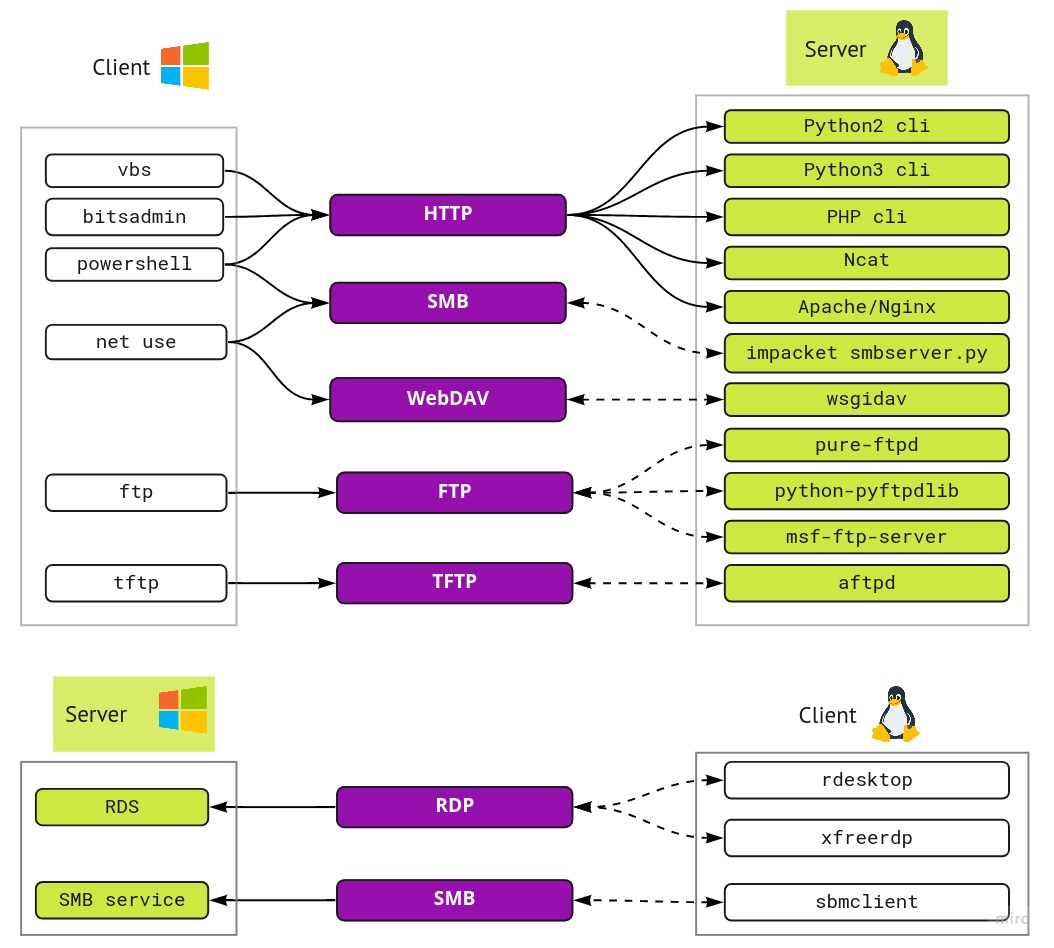 Client
Server
vbs
bitsadmin
powershell
net use
ftp
tftp
HTTP
SMB
WebDAV
FTP
TFTP
Python2 cli
Python3 cli
PHP cli
Ncat
Apache/Nginx
impacket smbserver.py
wsgidav
pure-ftpd
python-pyftpdlib
msf-ftp-server
aftpd
Server
Client
RDS
SMB service
RDP
SMB
rdesktop
xfreerdp
sbmclient
miro